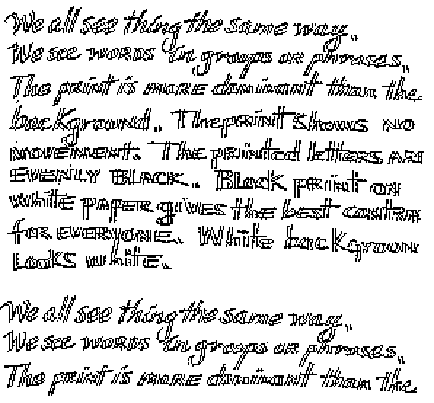 We all see thing the same way.
We see words in groups or phrases.
The print is more dominant than the
background. The print shows no
movement. The printed letters are
evenly black. Black print on
white paper gives the best contra
for everyone. White backgroun
looks white.
We all see thing the same way.
We see words in groups or phrases.
The print is more dominant than the